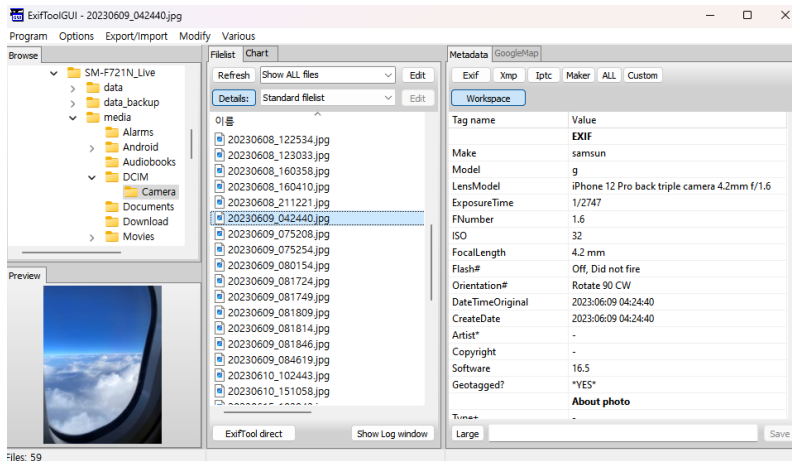 ExifToolGUI - 20230609_042440.jpg
Program Options Export/Import Modify Various
Browse
SM-F721N_Live
data
data_backup
media
Alarms
Android
Audiobooks
DCIM
Camera
Documents
Download
Movies
Preview
Filelist Chart
Refresh Show ALL files Edit
Details: Standard filelist Edit
이름
20230608_122534.jpg
20230608_123033.jpg
20230608_160358.jpg
20230608_160410.jpg
20230608_211221.jpg
20230609_042440.jpg
20230609_075208.jpg
20230609_075254.jpg
20230609_080154.jpg
20230609_081724.jpg
20230609_081749.jpg
20230609_081809.jpg
20230609_081814.jpg
20230609_081846.jpg
20230609_084619.jpg
20230610_102443.jpg
20230610_151058.jpg
ExifTool direct Show Log window
Metadata GoogleMap
Exif Xmp Iptc Maker ALL Custom
Workspace
Tag name Value
EXIF
Make samsun
Model g
LensModel iPhone 12 Pro back triple camera 4.2mm f/1.6
ExposureTime 1/2747
FNumber 1.6
ISO 32
FocalLength 4.2 mm
Flash# Off, Did not fire
Orientation# Rotate 90 CW
DateTimeOriginal 2023:06:09 04:24:40
CreateDate 2023:06:09 04:24:40
Artist* -
Copyright -
Software 16.5
Geotagged? *YES*
About photo
Large Save
Files: 59